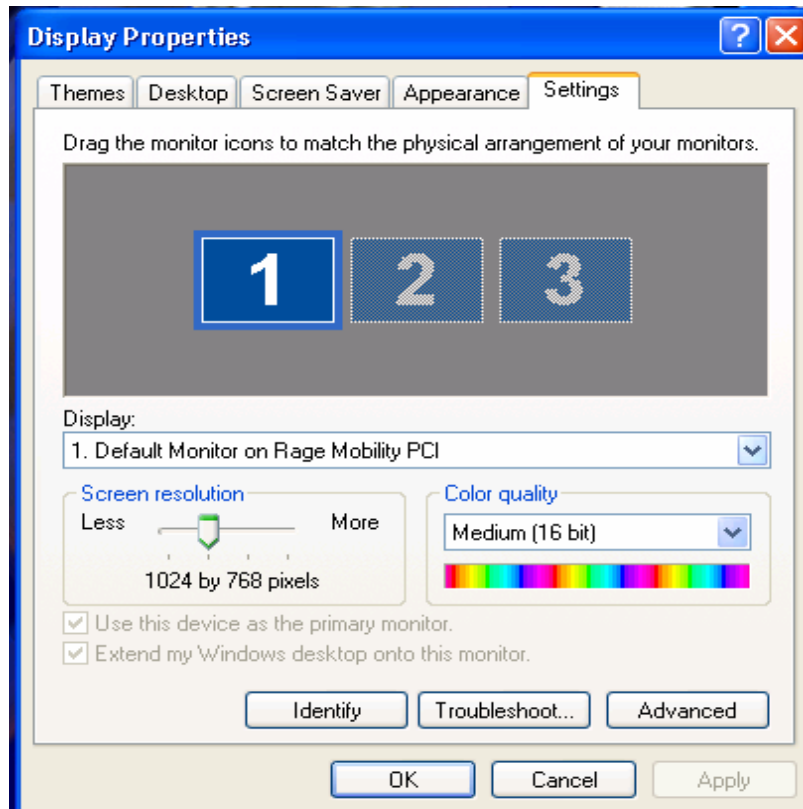 Display Properties
Themes Desktop Screen Saver Appearance Settings
Drag the monitor icons to match the physical arrangement of your monitors.
1 2 3
Display:
1. Default Monitor on Rage Mobility PCI
Screen resolution
Less More
1024 by 768 pixels
Color quality
Medium (16 bit)
Use this device as the primary monitor.
Extend my Windows desktop onto this monitor.
Identify Troubleshoot... Advanced
OK Cancel Apply